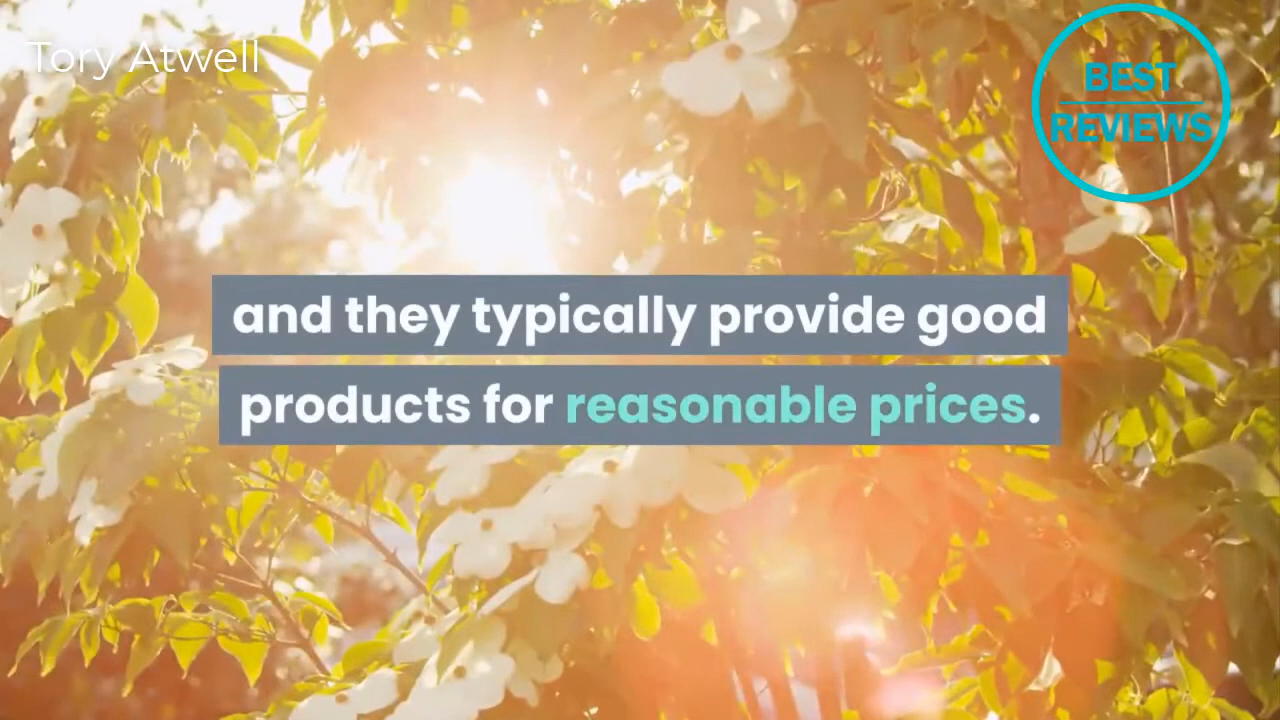 Tory Atwell
BEST
REVIEWS
and they typically provide good
products for reasonable prices.